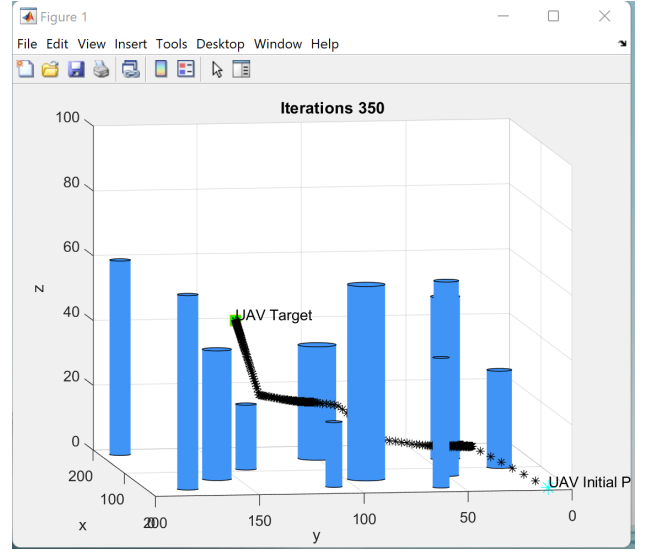 Figure 1
File Edit View Insert Tools Desktop Window Help
Iterations 350
100
80
60
40
20
0
z
UAV Target
UAV Initial P
200
100
0
x
200
150
100
50
0
y